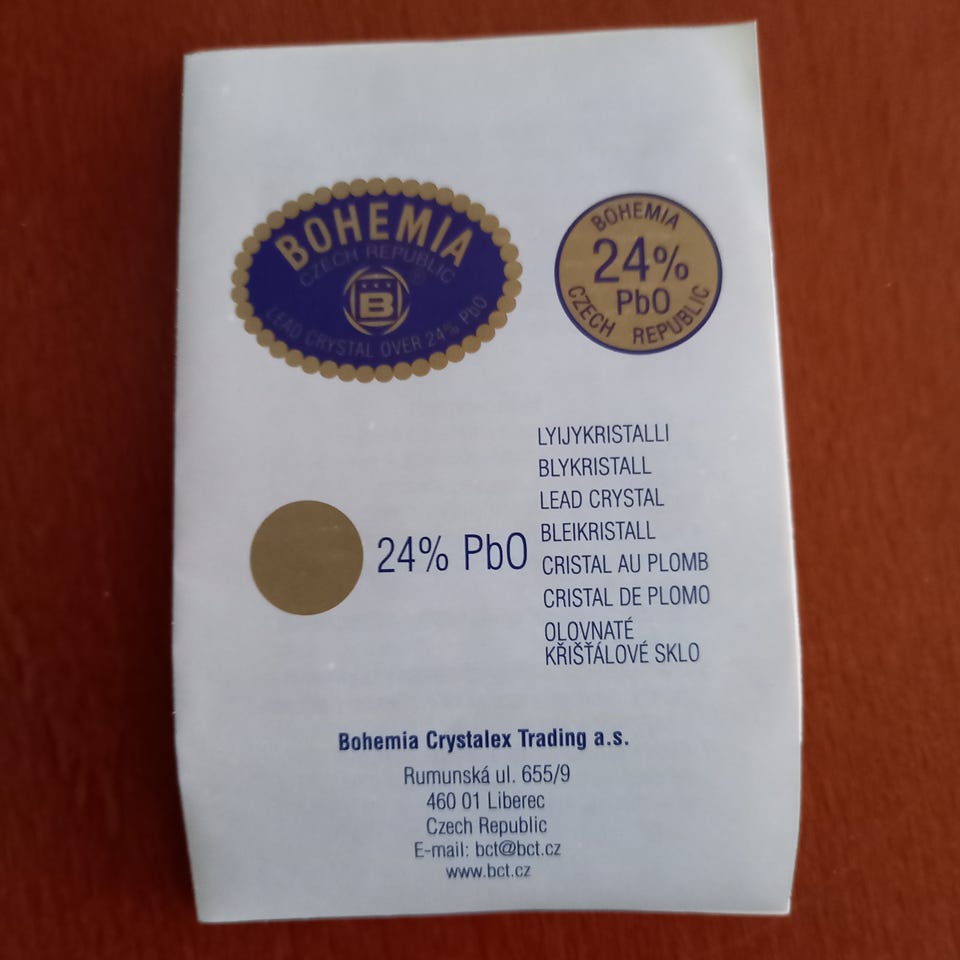 BOHEMIA
CZECH REPUBLIC
®
B
LEAD CRYSTAL OVER 24% PbO
BOHEMIA
24%
PbO
CZECH REPUBLIC
24% PbO
LYIJYKRISTALLI
BLYKRISTALL
LEAD CRYSTAL
BLEIKRISTALL
CRISTAL AU PLOMB
CRISTAL DE PLOMO
OLOVNATÉ
KŘIŠŤÁLOVÉ SKLO
Bohemia Crystalex Trading a.s.
Rumunská ul. 655/9
460 01 Liberec
Czech Republic
E-mail: bct@bct.cz
www.bct.cz